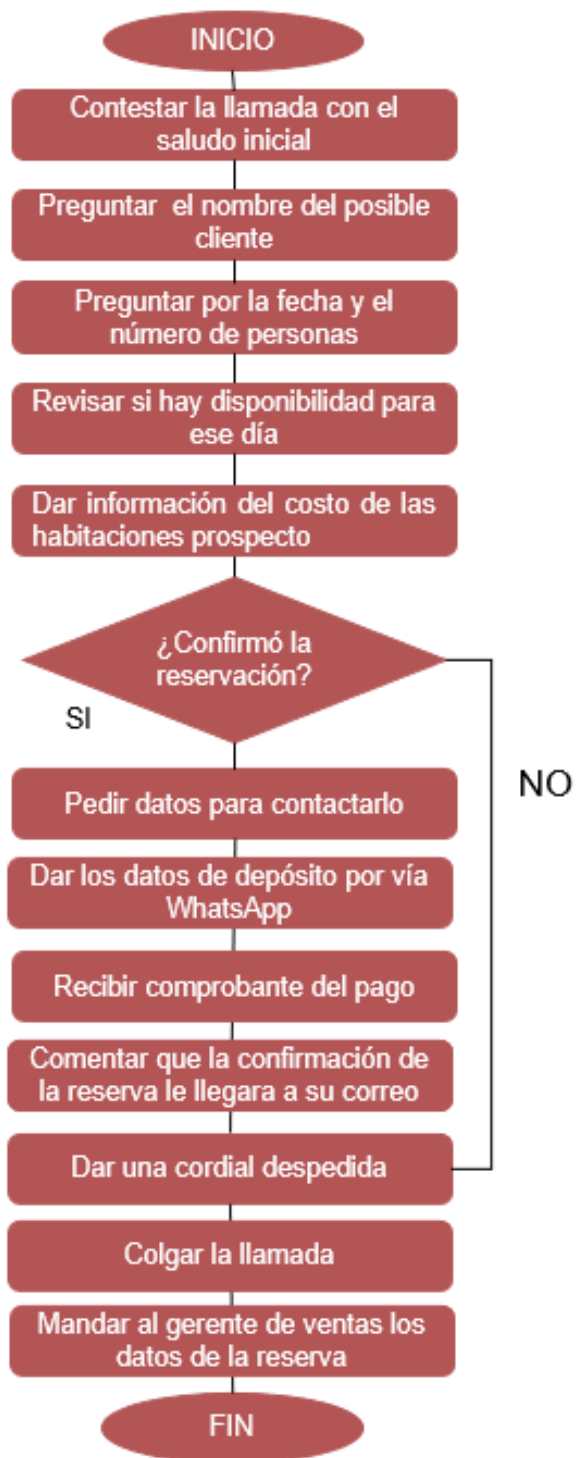 INICIO
Contestar la llamada con el
saludo inicial
Preguntar el nombre del posible
cliente
Preguntar por la fecha y el
número de personas
Revisar si hay disponibilidad para
ese día
Dar información del costo de las
habitaciones prospecto
¿Confirmó la
reservación?
SI
NO
Pedir datos para contactarlo
Dar los datos de depósito por vía
WhatsApp
Recibir comprobante del pago
Comentar que la confirmación de
la reserva le llegara a su correo
Dar una cordial despedida
Colgar la llamada
Mandar al gerente de ventas los
datos de la reserva
FIN